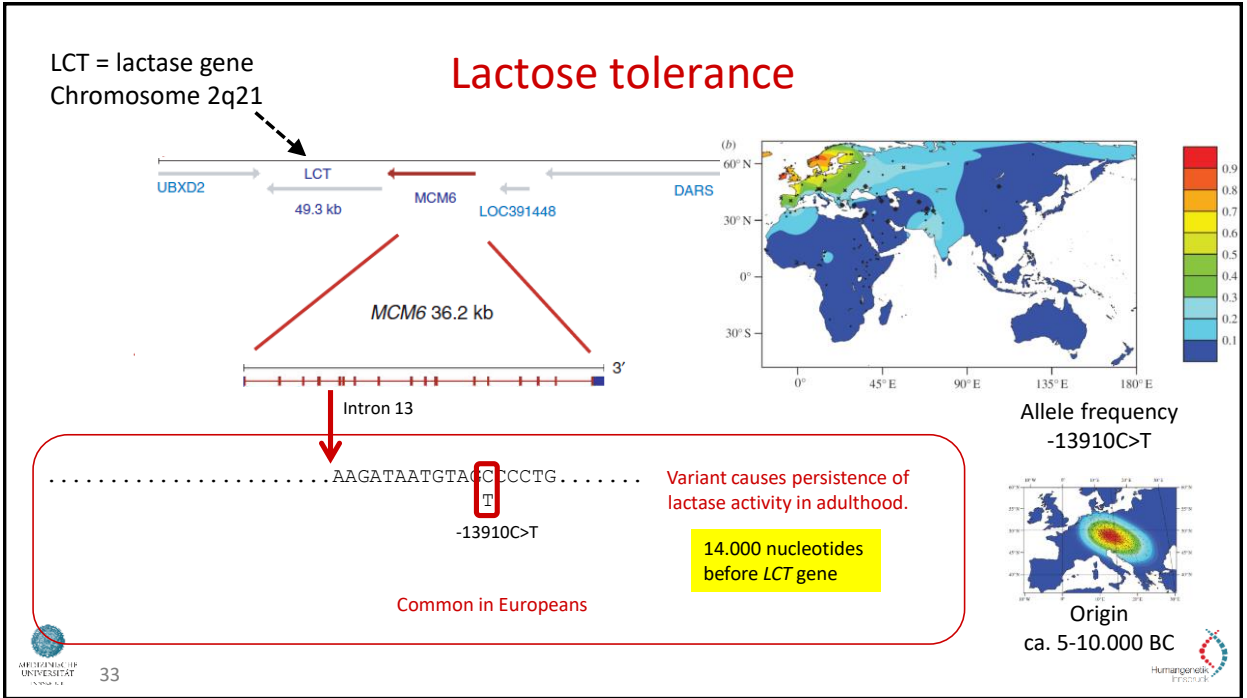 LCT = lactase gene
Chromosome 2q21
Lactose tolerance
UBXD2
LCT
49.3 kb
MCM6
LOC391448
DARS
MCM6 36.2 kb
3′
Intron 13
(b)
60° N
30° N
0°
30° S
0°
45° E
90° E
135° E
180° E
0.9
0.8
0.7
0.6
0.5
0.4
0.3
0.2
0.1
Allele frequency
-13910C>T
.......................AAGATAATGTAGCCCCTG.......
T
-13910C>T
Variant causes persistence of
lactase activity in adulthood.
14.000 nucleotides
before LCT gene
Common in Europeans
Origin
ca. 5-10.000 BC
MEDIZINISCHE
UNIVERSITÄT
33
Humangenetik
Innsbruck